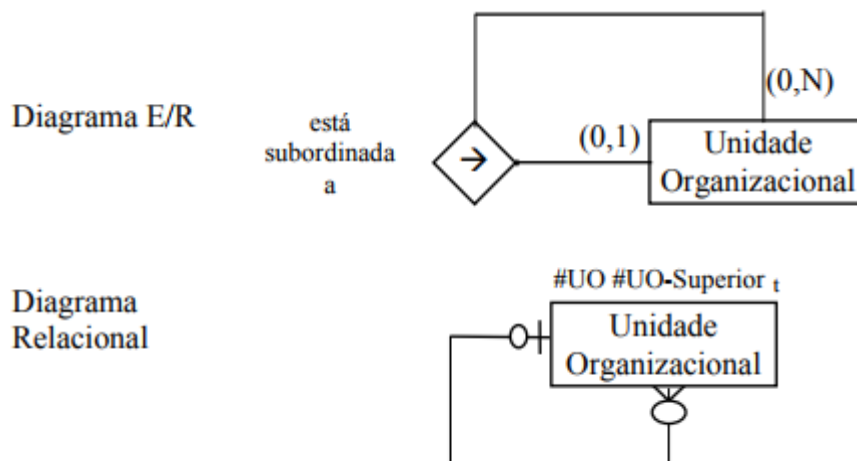 Diagrama E/R
está
subordinada
a
→
(0,1)
(0,N)
Unidade
Organizacional
Diagrama
Relacional
#UO #UO-Superior t
Unidade
Organizacional